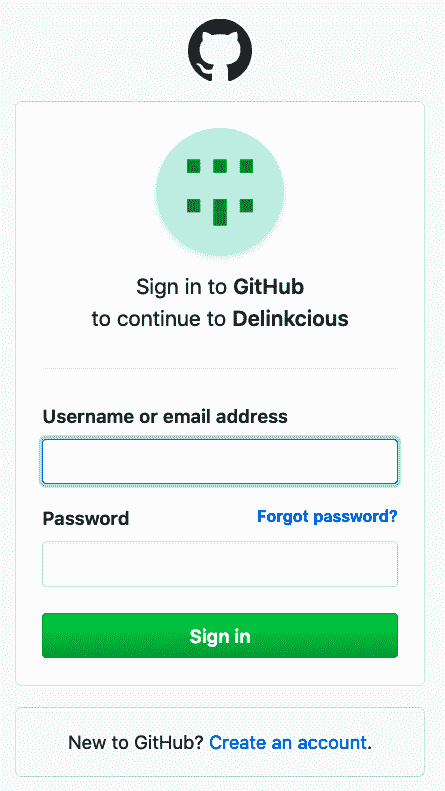 Sign in to GitHub
to continue to Delinkcious
Username or email address
Password Forgot password?
Sign in
New to GitHub? Create an account.